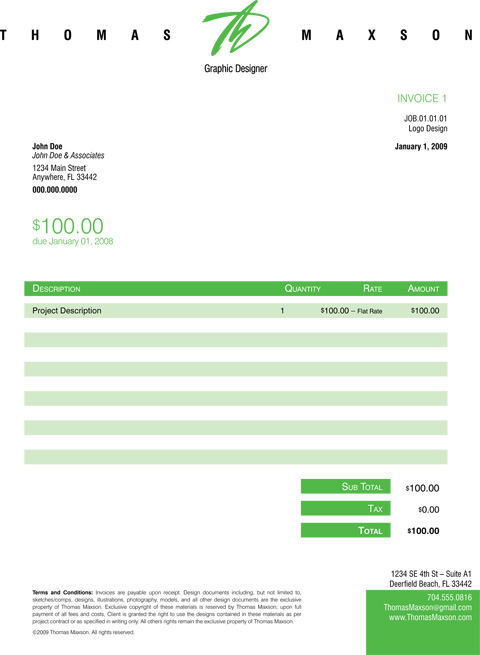 THOMAS MAXSON
Graphic Designer
INVOICE 1
JOB.01.01.01
Logo Design
John Doe
January 1, 2009
John Doe & Associates
1234 Main Street
Anywhere, FL 33442
000.000.0000
$100.00
due January 01, 2008
DESCRIPTION QUANTITY RATE AMOUNT
Project Description 1 $100.00 – Flat Rate $100.00
SUB TOTAL $100.00
TAX $0.00
TOTAL $100.00
1234 SE 4th St – Suite A1
Deerfield Beach, FL 33442
704.555.0816
ThomasMaxson@gmail.com
www.ThomasMaxson.com
Terms and Conditions: Invoices are payable upon receipt. Design documents including, but not limited to,
sketches/comps, designs, illustrations, photography, models, and all other design documents are the exclusive
property of Thomas Maxson. Exclusive copyright of these materials is reserved by Thomas Maxson; upon full
payment of all fees and costs, Client is granted the right to use the designs contained in these materials as per
project contract or as specified in writing only. All others rights remain the exclusive property of Thomas Maxson.
©2009 Thomas Maxson. All rights reserved.